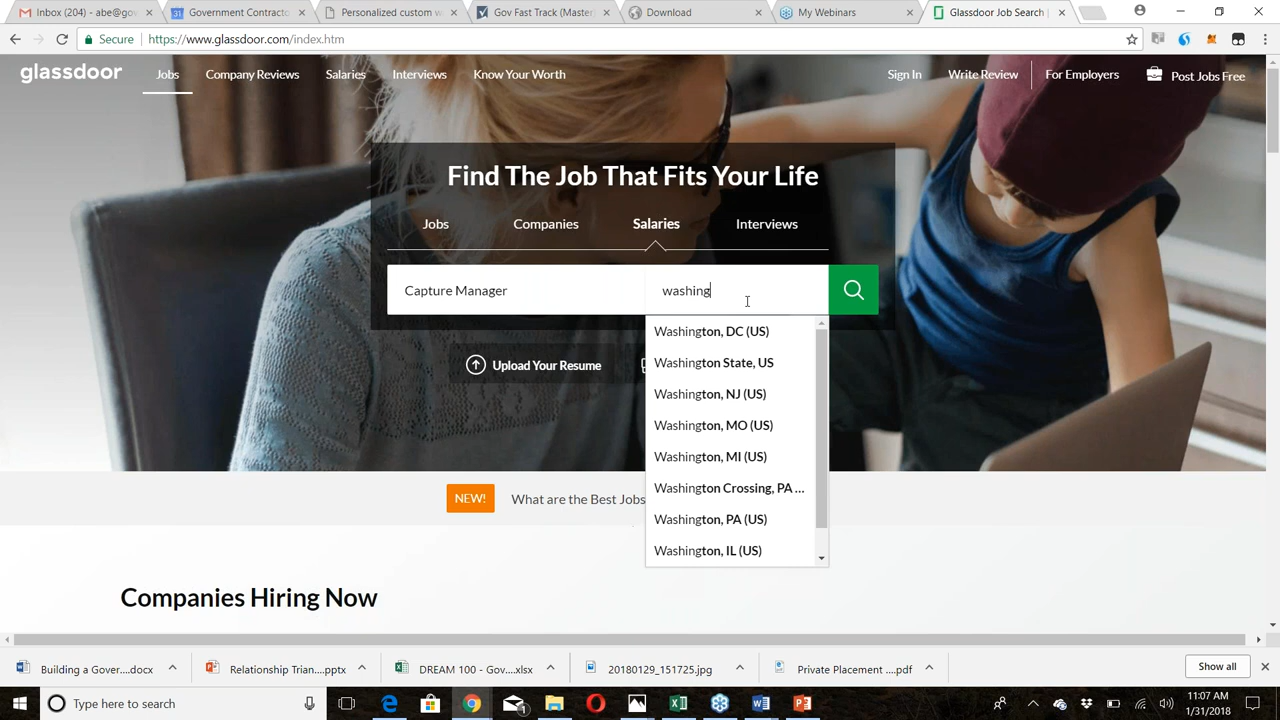 Inbox (204) - abe@gov
Government Contractor
Personalized custom w
Gov Fast Track (Master
Download
My Webinars
Glassdoor Job Search |
Secure
https://www.glassdoor.com/index.htm
glassdoor
Jobs
Company Reviews
Salaries
Interviews
Know Your Worth
Sign In
Write Review
For Employers
Post Jobs Free
Find The Job That Fits Your Life
Jobs
Companies
Salaries
Interviews
Capture Manager
washing
Washington, DC (US)
Washington State, US
Washington, NJ (US)
Washington, MO (US)
Washington, MI (US)
Washington Crossing, PA ...
Washington, PA (US)
Washington, IL (US)
Upload Your Resume
NEW!
What are the Best Jobs
Companies Hiring Now
Building a Gover....docx
Relationship Trian....pptx
DREAM 100 - Gov....xlsx
20180129_151725.jpg
Private Placement ....pdf
Show all
Type here to search
1
11:07 AM
1/31/2018